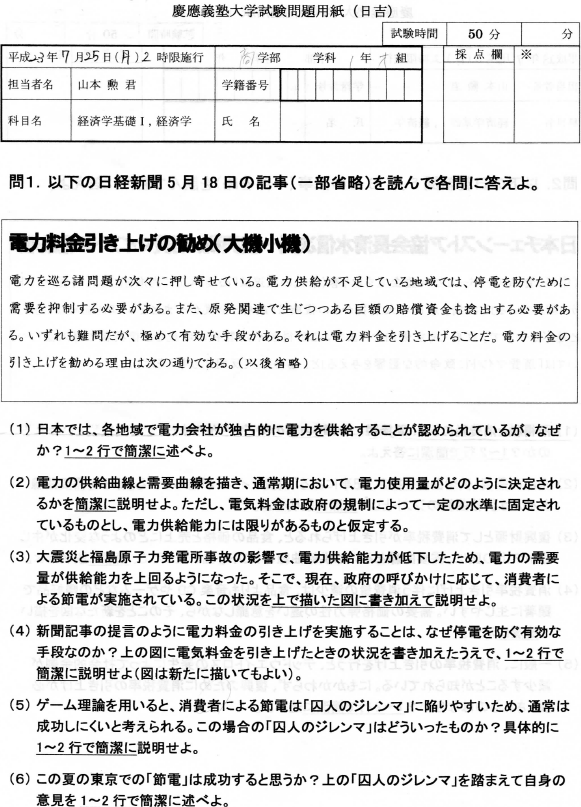 慶應義塾大学試験問題用紙（日吉）
試験時間 50 分 分
平成23年7月25日(月)2時限施行 商学部 学科 1年 組 採点欄 ※
担当者名 山本 勲 君 学籍番号
科目名 経済学基礎Ⅰ, 経済学 氏 名
問1. 以下の日経新聞5月18日の記事(一部省略)を読んで各問に答えよ。
電力料金引き上げの勧め(大機小機)
電力を巡る諸問題が次々に押し寄せている。電力供給が不足している地域では、停電を防ぐために
需要を抑制する必要がある。また、原発関連で生じつつある巨額の賠償資金も捻出する必要があ
る。いずれも難問だが、極めて有効な手段がある。それは電力料金を引き上げることだ。電力料金の
引き上げを勧める理由は次の通りである。(以後省略)
(1) 日本では、各地域で電力会社が独占的に電力を供給することが認められているが、なぜ
か？1～2 行で簡潔に述べよ。
(2) 電力の供給曲線と需要曲線を描き、通常期において、電力使用量がどのように決定され
るかを簡潔に説明せよ。ただし、電気料金は政府の規制によって一定の水準に固定され
ているものとし、電力供給能力には限りがあるものと仮定する。
(3) 大震災と福島原子力発電所事故の影響で、電力供給能力が低下したため、電力の需要
量が供給能力を上回るようになった。そこで、現在、政府の呼びかけに応じて、消費者に
よる節電が実施されている。この状況を上で描いた図に書き加えて説明せよ。
(4) 新聞記事の提言のように電力料金の引き上げを実施することは、なぜ停電を防ぐ有効な
手段なのか？上の図に電気料金を引き上げたときの状況を書き加えたうえで、1～2 行で
簡潔に説明せよ(図は新たに描いてもよい)。
(5) ゲーム理論を用いると、消費者による節電は「囚人のジレンマ」に陥りやすいため、通常は
成功しにくいと考えられる。この場合の「囚人のジレンマ」はどういったものか？具体的に
1～2 行で簡潔に説明せよ。
(6) この夏の東京での「節電」は成功すると思うか？上の「囚人のジレンマ」を踏まえて自身の
意見を 1～2 行で簡潔に述べよ。